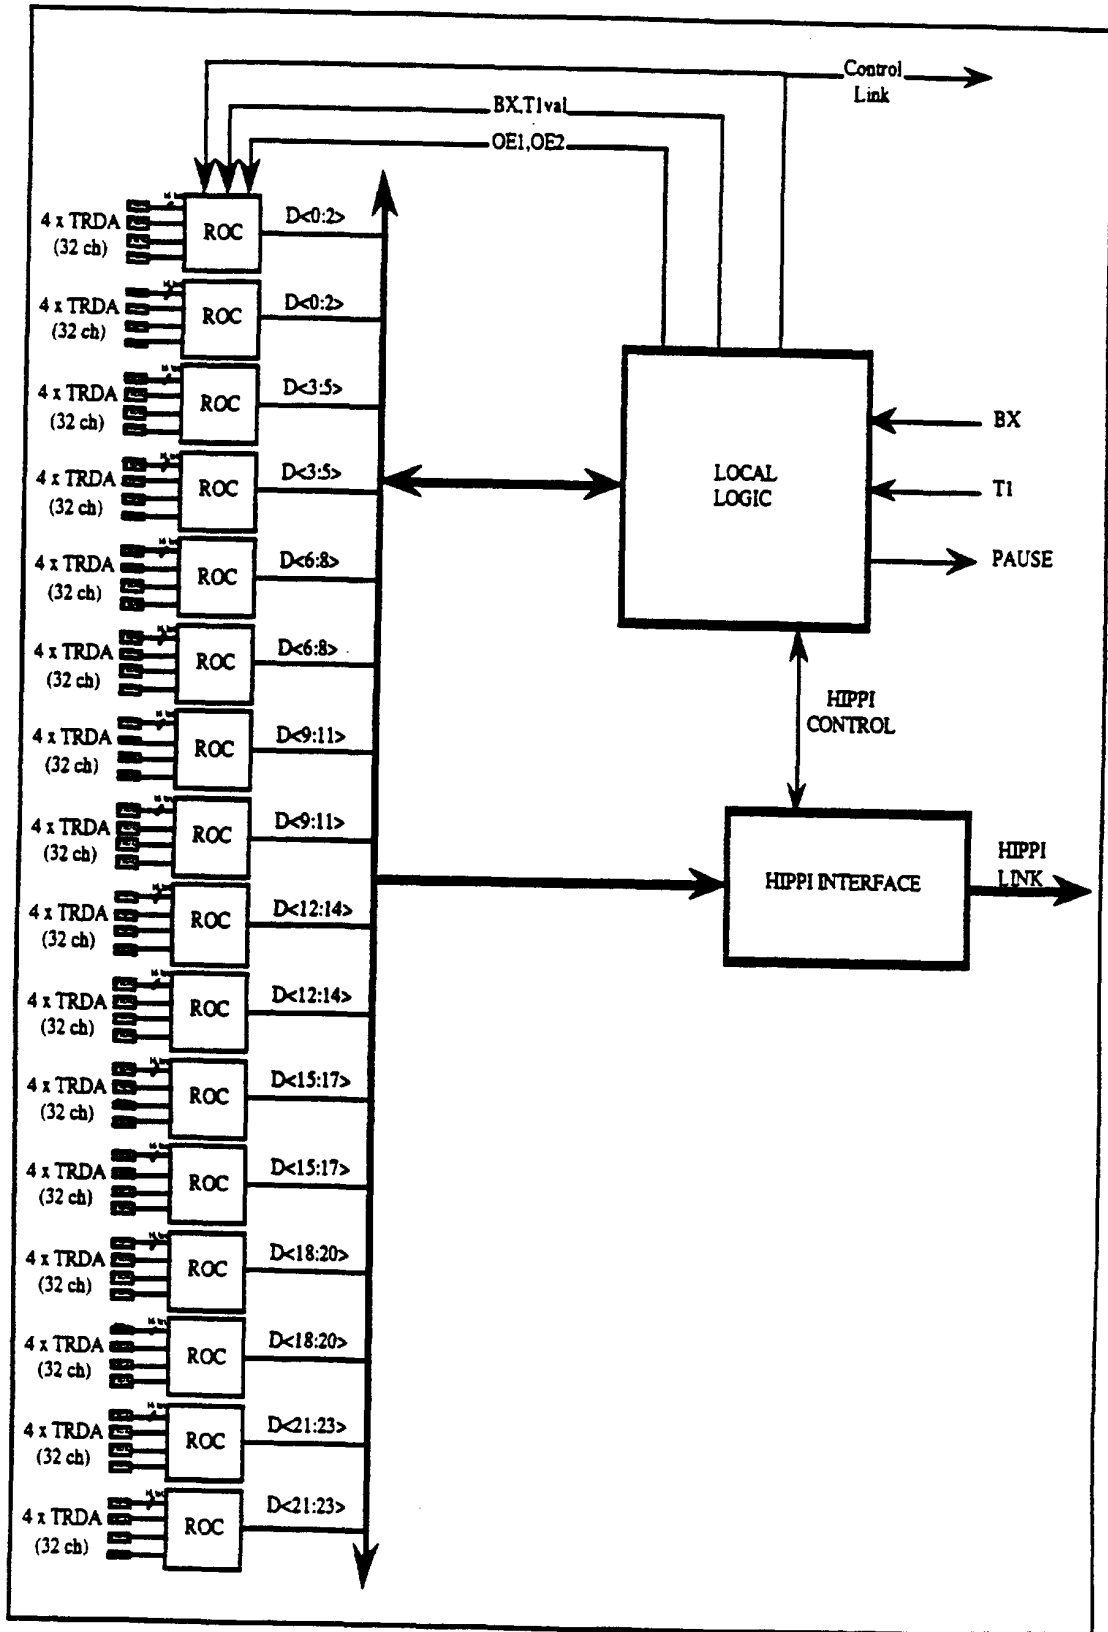 Control
Link
BX,T1val
OE1,OE2
4 x TRDA
(32 ch)
ROC
D<0:2>
4 x TRDA
(32 ch)
ROC
D<0:2>
4 x TRDA
(32 ch)
ROC
D<3:5>
4 x TRDA
(32 ch)
ROC
D<3:5>
4 x TRDA
(32 ch)
ROC
D<6:8>
4 x TRDA
(32 ch)
ROC
D<6:8>
4 x TRDA
(32 ch)
ROC
D<9:11>
4 x TRDA
(32 ch)
ROC
D<9:11>
4 x TRDA
(32 ch)
ROC
D<12:14>
4 x TRDA
(32 ch)
ROC
D<12:14>
4 x TRDA
(32 ch)
ROC
D<15:17>
4 x TRDA
(32 ch)
ROC
D<15:17>
4 x TRDA
(32 ch)
ROC
D<18:20>
4 x TRDA
(32 ch)
ROC
D<18:20>
4 x TRDA
(32 ch)
ROC
D<21:23>
4 x TRDA
(32 ch)
ROC
D<21:23>
LOCAL
LOGIC
BX
T1
PAUSE
HIPPI
CONTROL
HIPPI INTERFACE
HIPPI
LINK